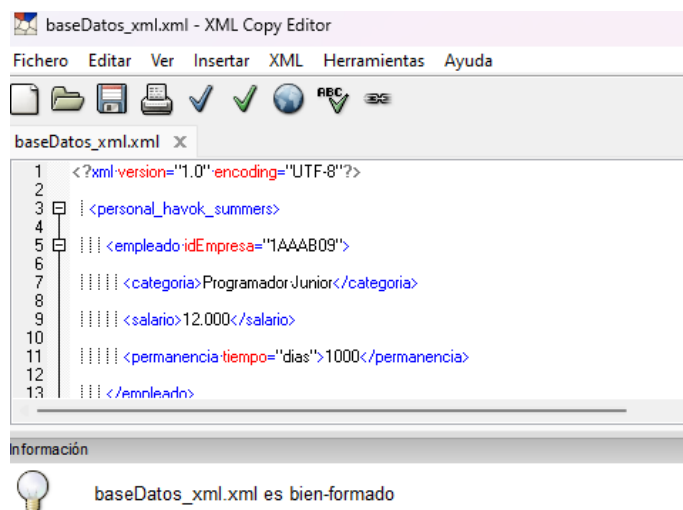 baseDatos_xml.xml - XML Copy Editor
Fichero Editar Ver Insertar XML Herramientas Ayuda
ABC
baseDatos_xml.xml x
1 <?xml version="1.0" encoding="UTF-8"?>
2
3 <personal_havok_summers>
4
5 <empleado idEmpresa="1AAAB09">
6
7 <categoria>Programador Junior</categoria>
8
9 <salario>12.000</salario>
10
11 <permanencia tiempo="dias">1000</permanencia>
12
13 </empleado>
Información
baseDatos_xml.xml es bien-formado